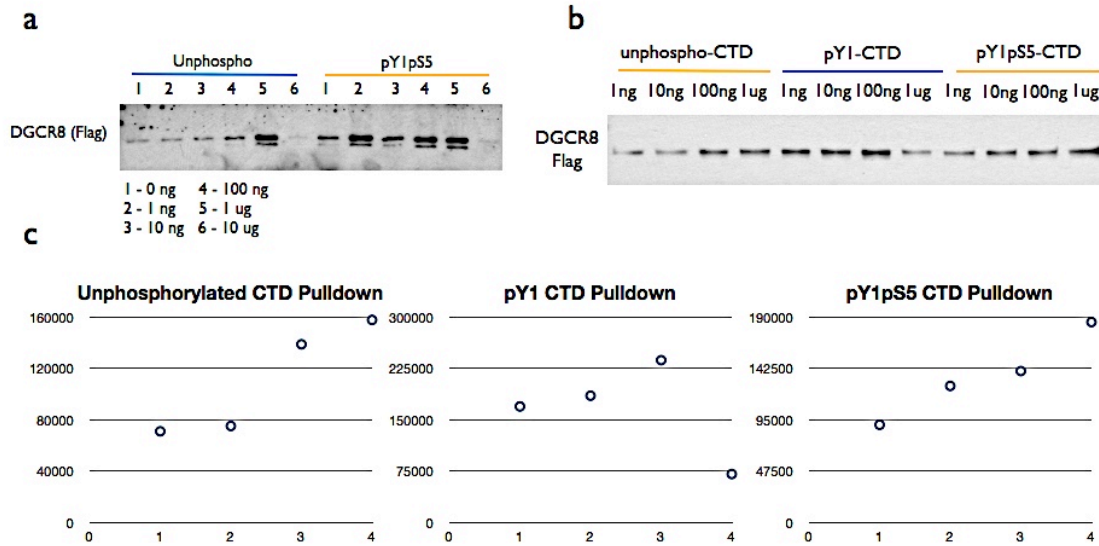 a
Unphospho pY1pS5
1 2 3 4 5 6 1 2 3 4 5 6
DGCR8 (Flag)
1 - 0 ng 4 - 100 ng
2 - 1 ng 5 - 1 ug
3 - 10 ng 6 - 10 ug
b
unphospho-CTD pY1-CTD pY1pS5-CTD
1ng 10ng 100ng 1ug 1ng 10ng 100ng 1ug 1ng 10ng 100ng 1ug
DGCR8
Flag
c
Unphosphorylated CTD Pulldown
160000
120000
80000
40000
0
0 1 2 3 4
pY1 CTD Pulldown
300000
225000
150000
75000
0
0 1 2 3 4
pY1pS5 CTD Pulldown
190000
142500
95000
47500
0
0 1 2 3 4